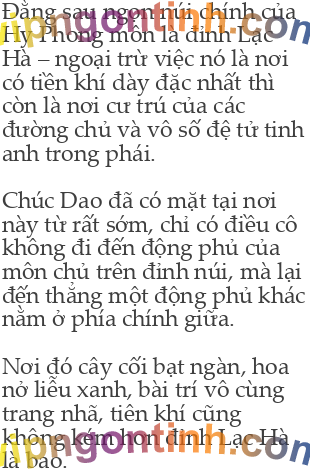 Đằng sau ngọn núi chính của
Hy Phong môn là đỉnh Lạc
Hà – ngoại trừ việc nó là nơi
có tiền khí dày đặc nhất thì
còn là nơi cư trú của các
đường chủ và vô số đệ tử tinh
anh trong phái.
Chúc Dao đã có mặt tại nơi
này từ rất sớm, chỉ có điều cô
không đi đến động phủ của
môn chủ trên đỉnh núi, mà lại
đến thẳng một động phủ khác
nằm ở phía chính giữa.
Nơi đó cây cối bạt ngàn, hoa
nở liễu xanh, bài trí vô cùng
trang nhã, tiên khí cũng
không kém hơn đỉnh Lạc Hà
là bao.
vipngontinh.com
vipngontinh.com